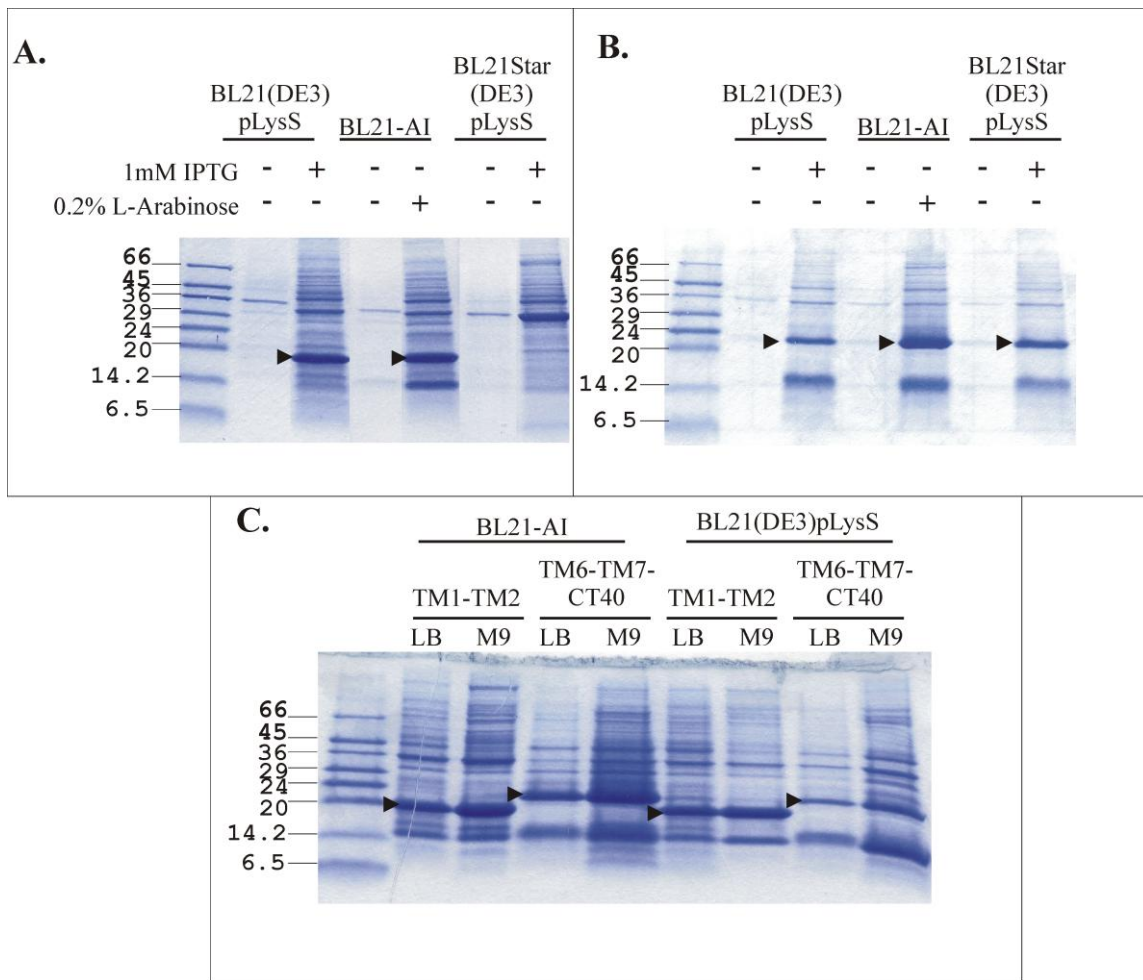 A.
BL21(DE3)
pLysS
BL21-AI
BL21Star
(DE3)
pLysS
1mM IPTG - + - - - +
0.2% L-Arabinose - - - + - -
66
45
36
29
24
20
14.2
6.5
B.
BL21(DE3)
pLysS
BL21-AI
BL21Star
(DE3)
pLysS
- + - - - +
- - - + - -
66
45
36
29
24
20
14.2
6.5
C.
BL21-AI BL21(DE3)pLysS
TM1-TM2
TM6-TM7-
CT40
TM1-TM2
TM6-TM7-
CT40
LB M9 LB M9 LB M9 LB M9
66
45
36
29
24
20
14.2
6.5